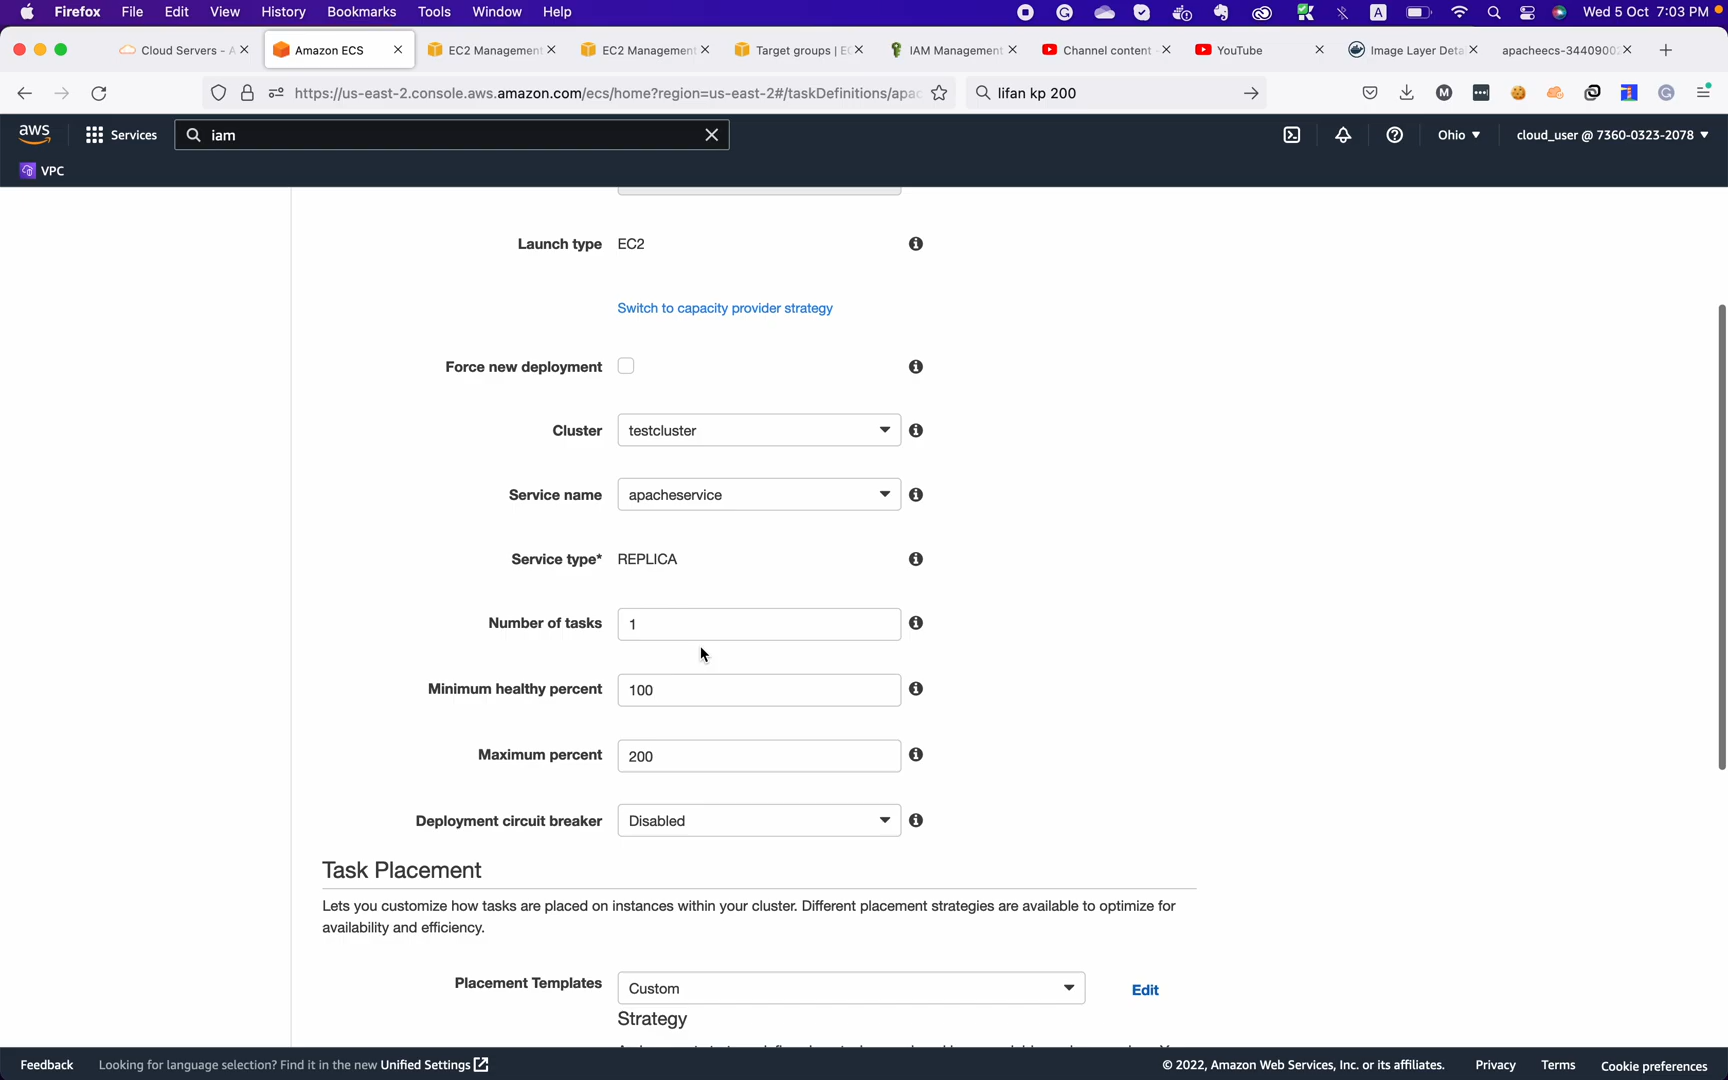 Firefox File Edit View History Bookmarks Tools Window Help Wed 5 Oct 7:03 PM
Cloud Servers - A Amazon ECS EC2 Management EC2 Management Target groups | EC IAM Management Channel content - YouTube Image Layer Deta apacheecs-34409002
https://us-east-2.console.aws.amazon.com/ecs/home?region=us-east-2#/taskDefinitions/apac lifan kp 200
aws Services iam Ohio cloud_user @ 7360-0323-2078
VPC
Launch type EC2
Switch to capacity provider strategy
Force new deployment
Cluster testcluster
Service name apacheservice
Service type* REPLICA
Number of tasks 1
Minimum healthy percent 100
Maximum percent 200
Deployment circuit breaker Disabled
Task Placement
Lets you customize how tasks are placed on instances within your cluster. Different placement strategies are available to optimize for
availability and efficiency.
Placement Templates Custom Edit
Strategy
Feedback Looking for language selection? Find it in the new Unified Settings © 2022, Amazon Web Services, Inc. or its affiliates. Privacy Terms Cookie preferences